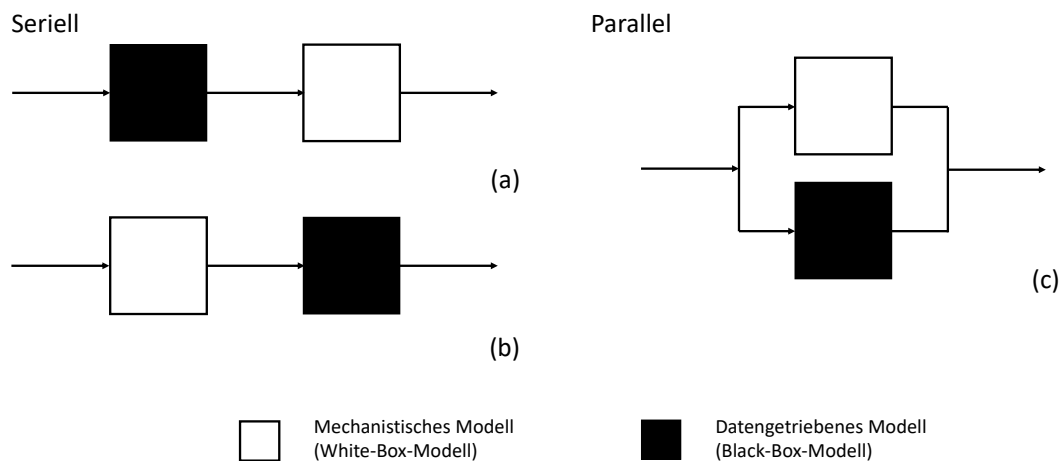 Seriell
(a)
(b)
Parallel
(c)
Mechanistisches Modell
(White-Box-Modell)
Datengetriebenes Modell
(Black-Box-Modell)